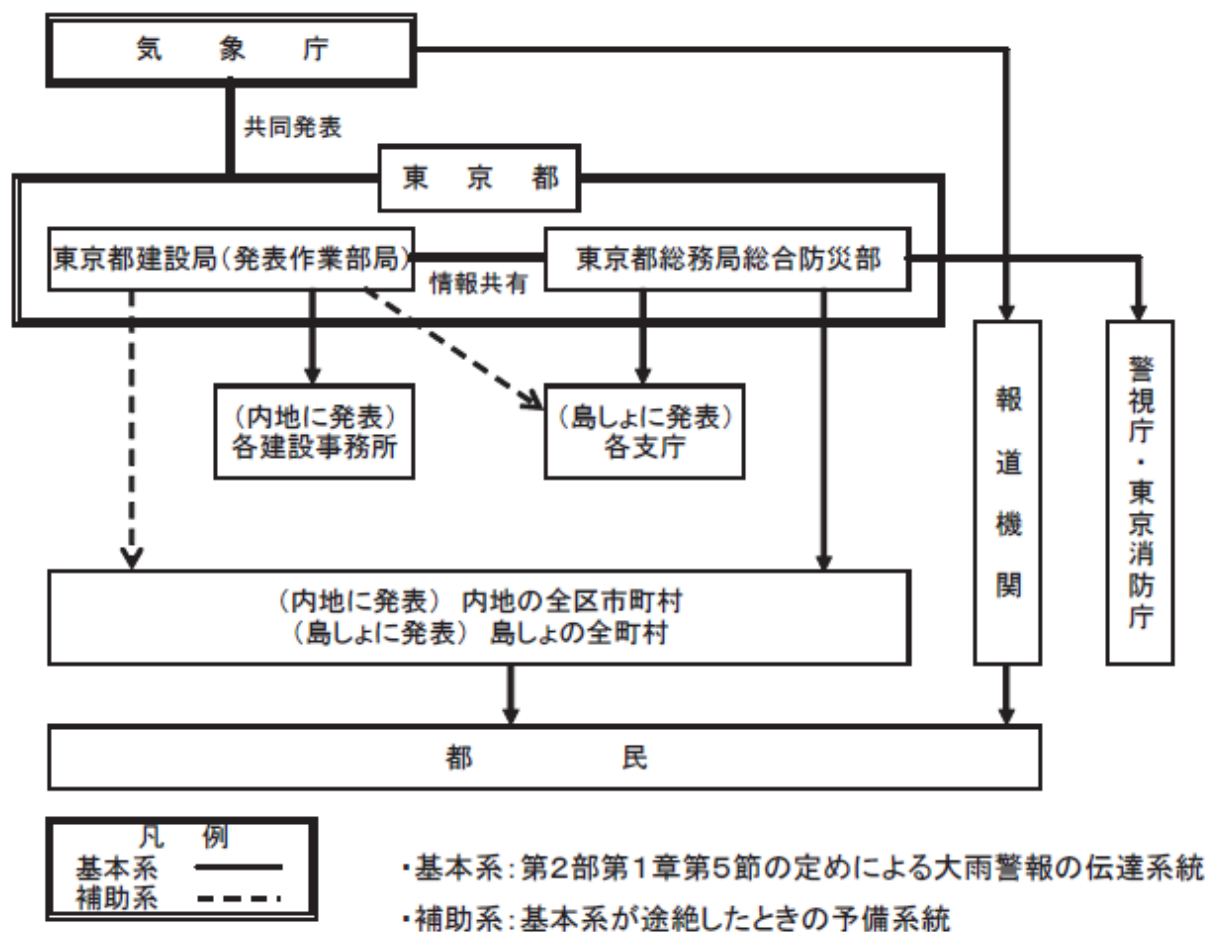 気象庁
共同発表
東京都
東京都建設局(発表作業部局)
情報共有
東京都総務局総合防災部
(内地に発表)
各建設事務所
(島しょに発表)
各支庁
報道機関
警視庁・東京消防庁
(内地に発表) 内地の全区市町村
(島しょに発表) 島しょの全町村
都民
凡例
基本系
補助系
・基本系:第2部第1章第5節の定めによる大雨警報の伝達系統
・補助系:基本系が途絶したときの予備系統